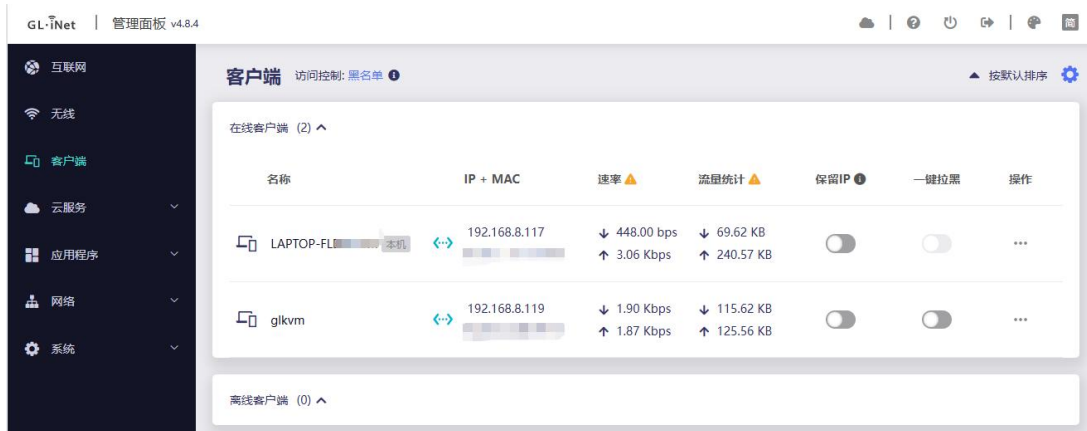 GL·iNet | 管理面板 v4.8.4
简
互联网
无线
客户端
云服务
应用程序
网络
系统
客户端 访问控制: 黑名单
按默认排序
在线客户端 (2)
名称 IP + MAC 速率 流量统计 保留IP 一键拉黑 操作
LAPTOP-FL 本机 192.168.8.117 ↓ 448.00 bps ↓ 69.62 KB
↑ 3.06 Kbps ↑ 240.57 KB
glkvm 192.168.8.119 ↓ 1.90 Kbps ↓ 115.62 KB
↑ 1.87 Kbps ↑ 125.56 KB
离线客户端 (0)